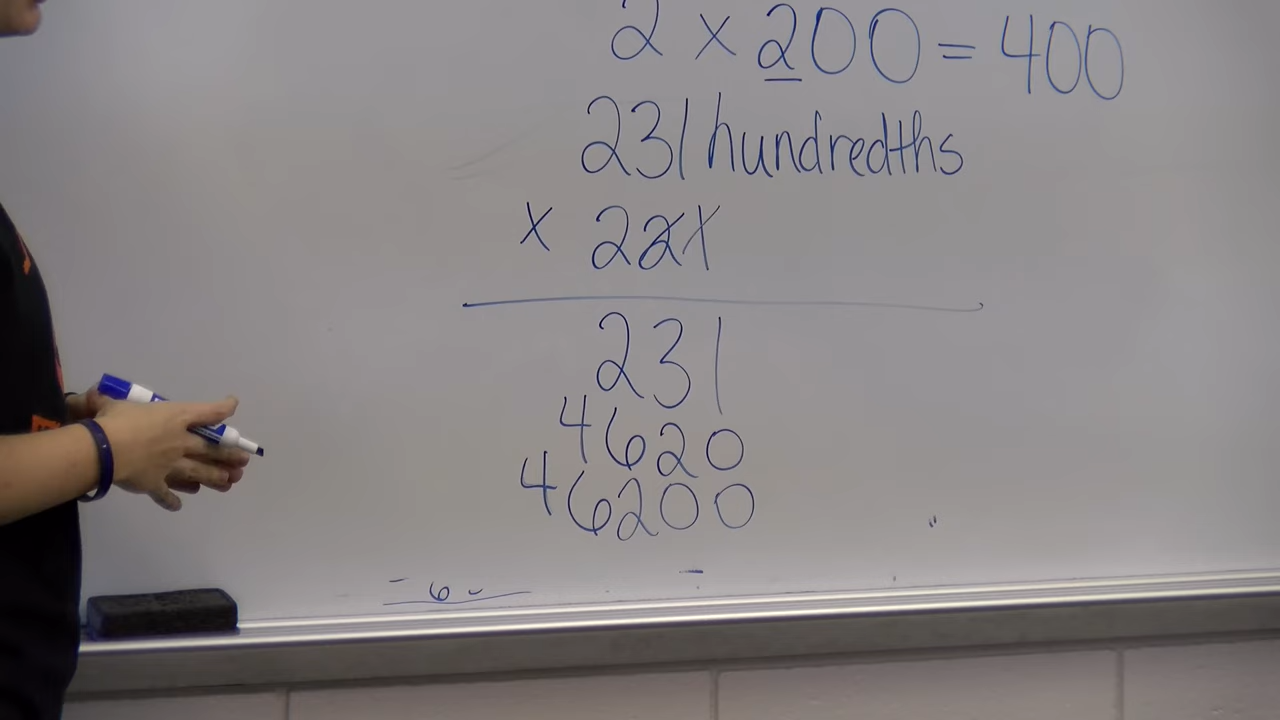 2 × 200 = 400
231 hundredths
× 221
231
4620
46200